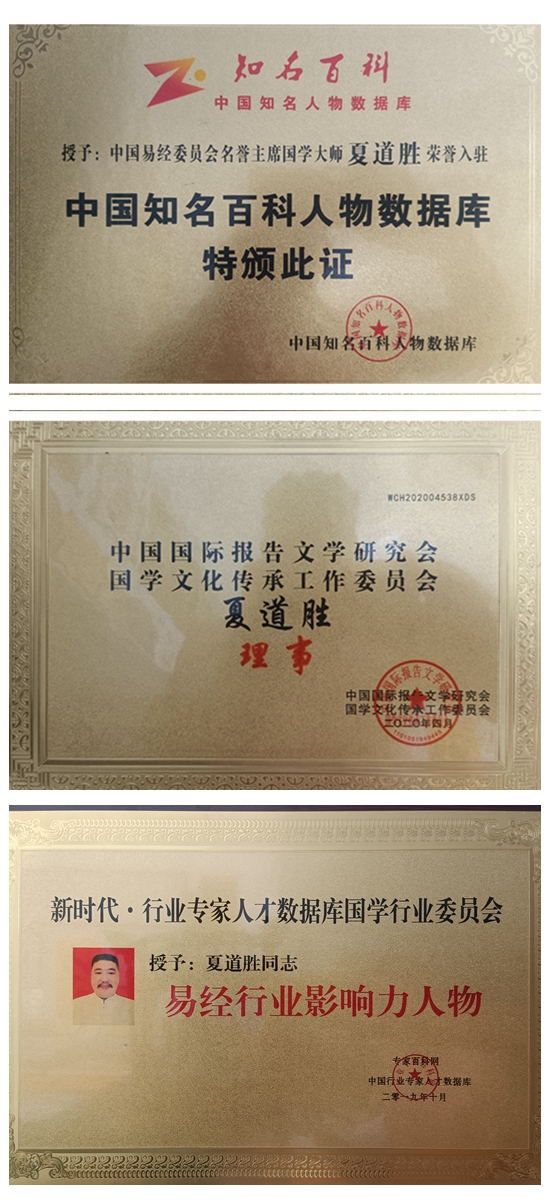 知名百科
中国知名人物数据库
授予：中国易经委员会名誉主席国学大师夏道胜荣誉入驻
中国知名百科人物数据库
特颁此证
中国知名百科人物数据库
WCH202004538XDS
中国国际报告文学研究会
国学文化传承工作委员会
夏道胜
理事
中国国际报告文学研究会
国学文化传承工作委员会
二〇二〇年四月
新时代·行业专家人才数据库国学行业委员会
授予：夏道胜同志
易经行业影响力人物
专家百科网
中国行业专家人才数据库
二零一九年十月